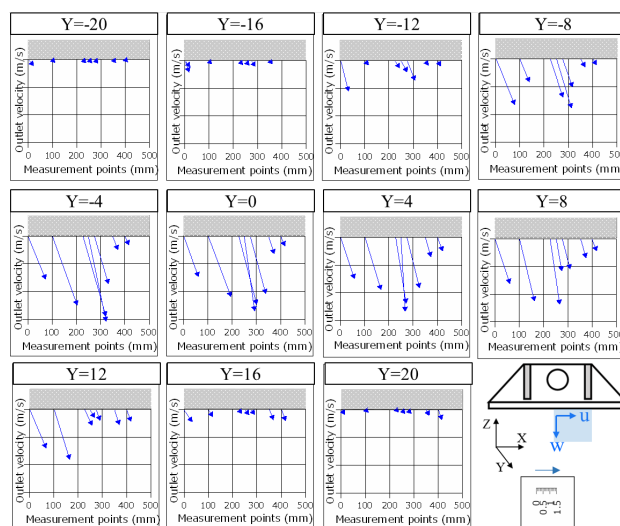 Y=-20 Y=-16 Y=-12 Y=-8
Outlet velocity (m/s) Outlet velocity (m/s) Outlet velocity (m/s) Outlet velocity (m/s)
0 100 200 300 400 500 0 100 200 300 400 500 0 100 200 300 400 500 0 100 200 300 400 500
Measurement points (mm) Measurement points (mm) Measurement points (mm) Measurement points (mm)
Y=-4 Y=0 Y=4 Y=8
Outlet velocity (m/s) Outlet velocity (m/s) Outlet velocity (m/s) Outlet velocity (m/s)
0 100 200 300 400 500 0 100 200 300 400 500 0 100 200 300 400 500 0 100 200 300 400 500
Measurement points (mm) Measurement points (mm) Measurement points (mm) Measurement points (mm)
Y=12 Y=16 Y=20
Outlet velocity (m/s) Outlet velocity (m/s) Outlet velocity (m/s)
0 100 200 300 400 500 0 100 200 300 400 500 0 100 200 300 400 500
Measurement points (mm) Measurement points (mm) Measurement points (mm)
u
Z
X
W
Y
0
0.5
1
1.5